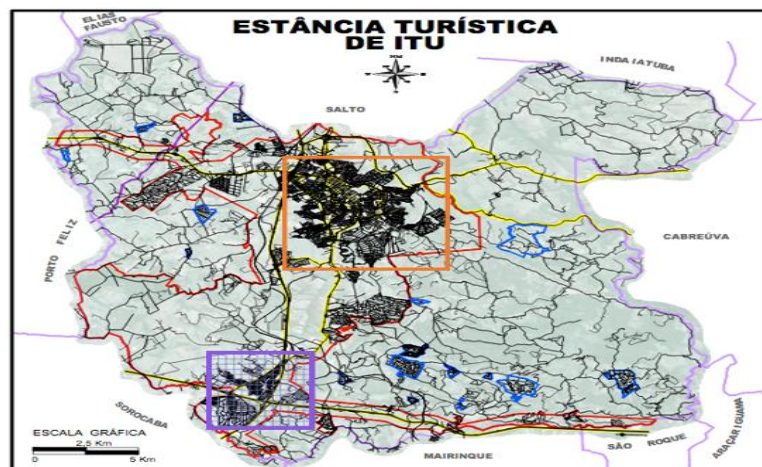 ESTÂNCIA TURÍSTICA
DE ITU
ELIAS
FAUSTO
INDAIATUBA
SALTO
PORTO FELIZ
CABREÚVA
SOROCABA
ARAÇARIGUAMA
ESCALA GRÁFICA
2,5 Km
0
5 Km
MAIRINQUE
SÃO ROQUE